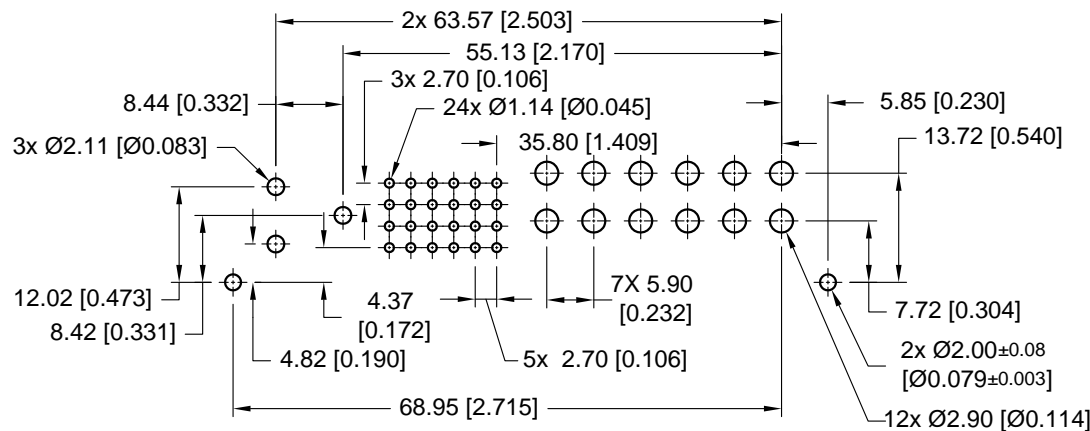 2x 63.57 [2.503]
55.13 [2.170]
3x 2.70 [0.106]
8.44 [0.332]
24x Ø1.14 [Ø0.045]
5.85 [0.230]
3x Ø2.11 [Ø0.083]
35.80 [1.409]
13.72 [0.540]
12.02 [0.473]
4.37
[0.172]
7X 5.90
[0.232]
7.72 [0.304]
8.42 [0.331]
4.82 [0.190]
5x 2.70 [0.106]
2x Ø2.00±0.08
[Ø0.079±0.003]
68.95 [2.715]
12x Ø2.90 [Ø0.114]